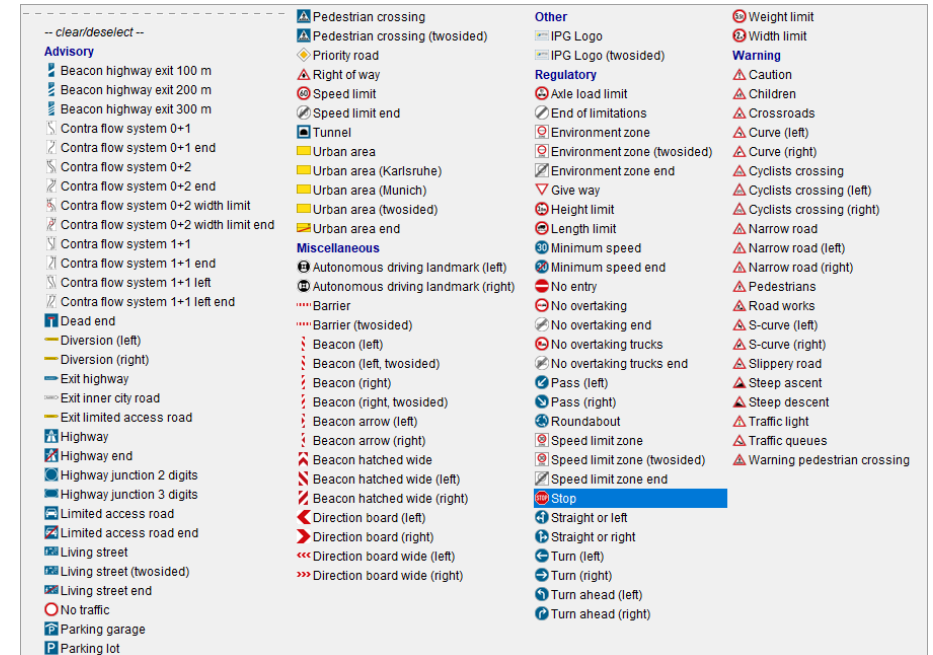 -- clear/deselect --
Advisory
Beacon highway exit 100 m
Beacon highway exit 200 m
Beacon highway exit 300 m
Contra flow system 0+1
Contra flow system 0+1 end
Contra flow system 0+2
Contra flow system 0+2 end
Contra flow system 0+2 width limit
Contra flow system 0+2 width limit end
Contra flow system 1+1
Contra flow system 1+1 end
Contra flow system 1+1 left
Contra flow system 1+1 left end
Dead end
Diversion (left)
Diversion (right)
Exit highway
Exit inner city road
Exit limited access road
Highway
Highway end
Highway junction 2 digits
Highway junction 3 digits
Limited access road
Limited access road end
Living street
Living street (twosided)
Living street end
No traffic
Parking garage
Parking lot
Pedestrian crossing
Pedestrian crossing (twosided)
Priority road
Right of way
Speed limit
Speed limit end
Tunnel
Urban area
Urban area (Karlsruhe)
Urban area (Munich)
Urban area (twosided)
Urban area end
Miscellaneous
Autonomous driving landmark (left)
Autonomous driving landmark (right)
Barrier
Barrier (twosided)
Beacon (left)
Beacon (left, twosided)
Beacon (right)
Beacon (right, twosided)
Beacon arrow (left)
Beacon arrow (right)
Beacon hatched wide
Beacon hatched wide (left)
Beacon hatched wide (right)
Direction board (left)
Direction board (right)
Direction board wide (left)
Direction board wide (right)
Other
IPG Logo
IPG Logo (twosided)
Regulatory
Axle load limit
End of limitations
Environment zone
Environment zone (twosided)
Environment zone end
Give way
Height limit
Length limit
Minimum speed
Minimum speed end
No entry
No overtaking
No overtaking end
No overtaking trucks
No overtaking trucks end
Pass (left)
Pass (right)
Roundabout
Speed limit zone
Speed limit zone (twosided)
Speed limit zone end
Stop
Straight or left
Straight or right
Turn (left)
Turn (right)
Turn ahead (left)
Turn ahead (right)
Weight limit
Width limit
Warning
Caution
Children
Crossroads
Curve (left)
Curve (right)
Cyclists crossing
Cyclists crossing (left)
Cyclists crossing (right)
Narrow road
Narrow road (left)
Narrow road (right)
Pedestrians
Road works
S-curve (left)
S-curve (right)
Slippery road
Steep ascent
Steep descent
Traffic light
Traffic queues
Warning pedestrian crossing